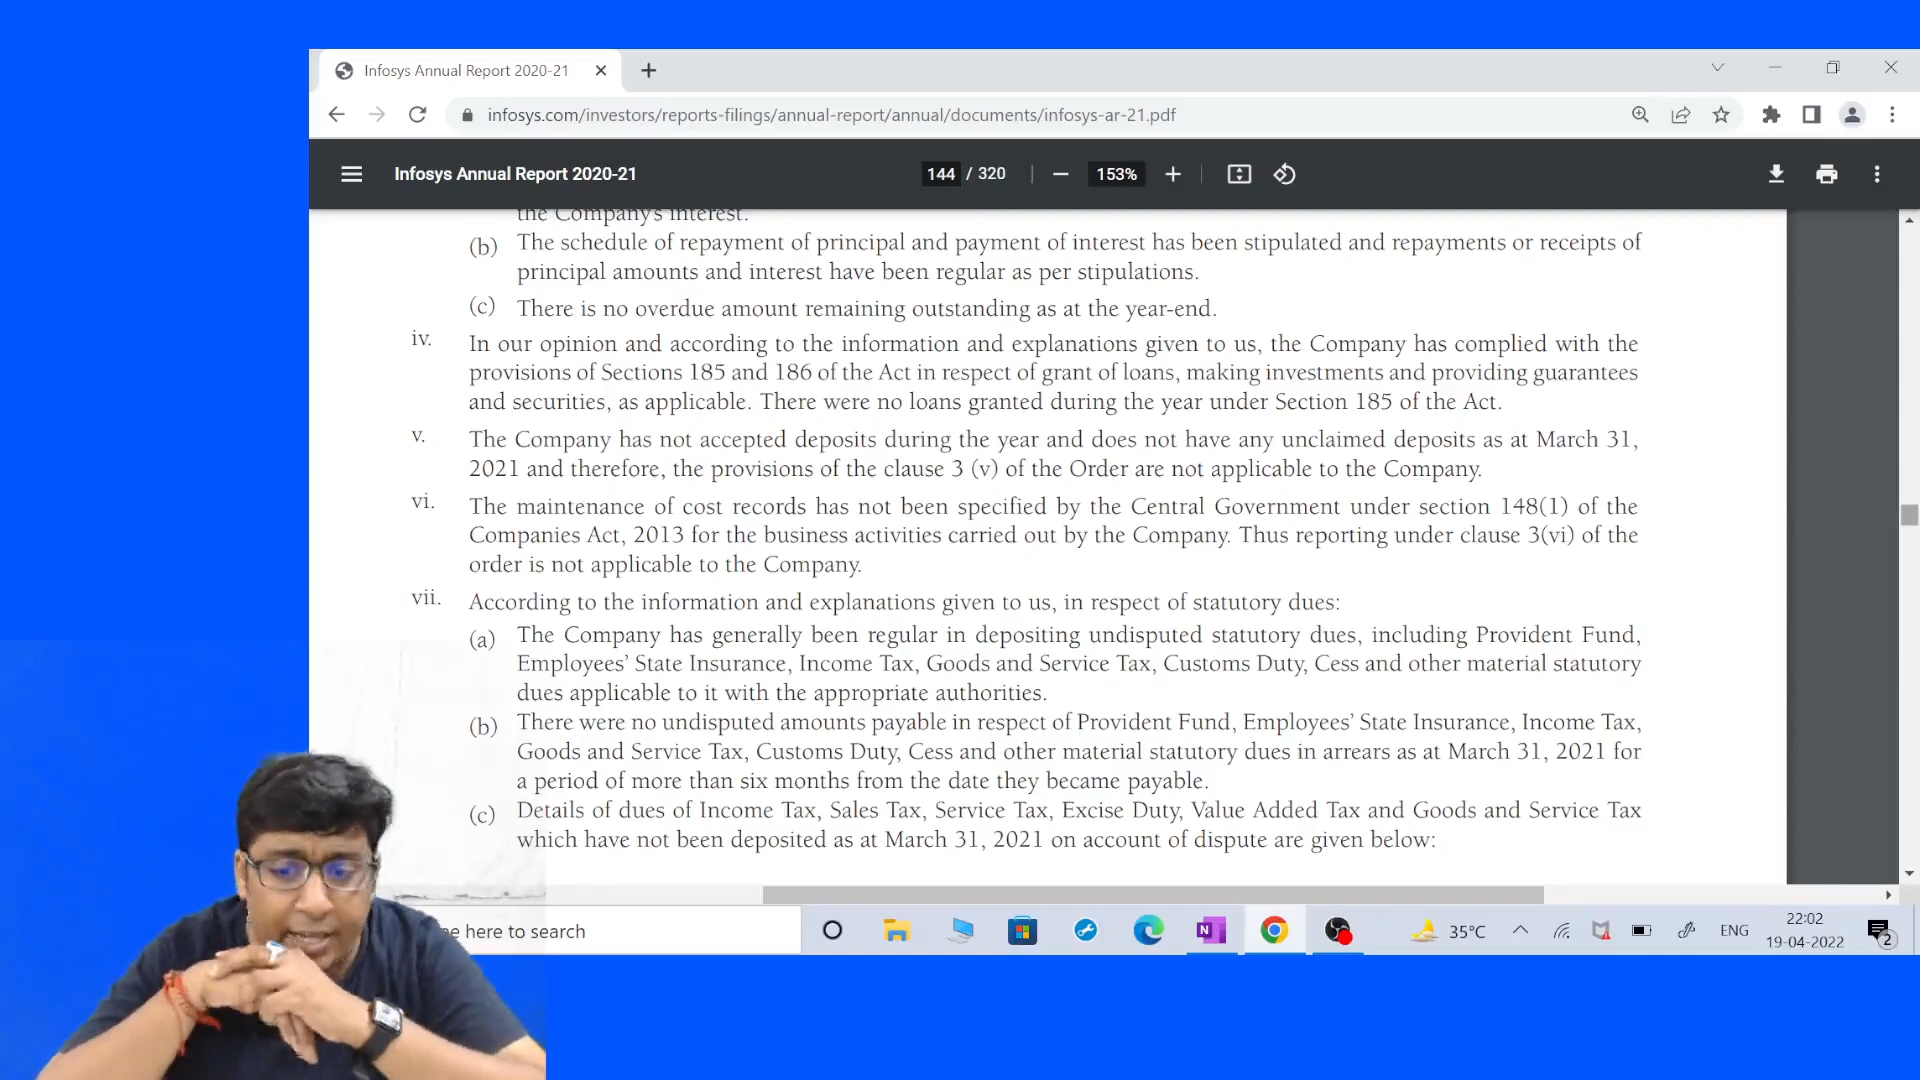 Infosys Annual Report 2020-21
infosys.com/investors/reports-filings/annual-report/annual/documents/infosys-ar-21.pdf
Infosys Annual Report 2020-21
144 / 320
153%
the Company's interest.
(b) The schedule of repayment of principal and payment of interest has been stipulated and repayments or receipts of
principal amounts and interest have been regular as per stipulations.
(c) There is no overdue amount remaining outstanding as at the year-end.
iv. In our opinion and according to the information and explanations given to us, the Company has complied with the
provisions of Sections 185 and 186 of the Act in respect of grant of loans, making investments and providing guarantees
and securities, as applicable. There were no loans granted during the year under Section 185 of the Act.
v. The Company has not accepted deposits during the year and does not have any unclaimed deposits as at March 31,
2021 and therefore, the provisions of the clause 3 (v) of the Order are not applicable to the Company.
vi. The maintenance of cost records has not been specified by the Central Government under section 148(1) of the
Companies Act, 2013 for the business activities carried out by the Company. Thus reporting under clause 3(vi) of the
order is not applicable to the Company.
vii. According to the information and explanations given to us, in respect of statutory dues:
(a) The Company has generally been regular in depositing undisputed statutory dues, including Provident Fund,
Employees' State Insurance, Income Tax, Goods and Service Tax, Customs Duty, Cess and other material statutory
dues applicable to it with the appropriate authorities.
(b) There were no undisputed amounts payable in respect of Provident Fund, Employees' State Insurance, Income Tax,
Goods and Service Tax, Customs Duty, Cess and other material statutory dues in arrears as at March 31, 2021 for
a period of more than six months from the date they became payable.
(c) Details of dues of Income Tax, Sales Tax, Service Tax, Excise Duty, Value Added Tax and Goods and Service Tax
which have not been deposited as at March 31, 2021 on account of dispute are given below:
here to search
N
35°C
ENG
22:02
19-04-2022
2